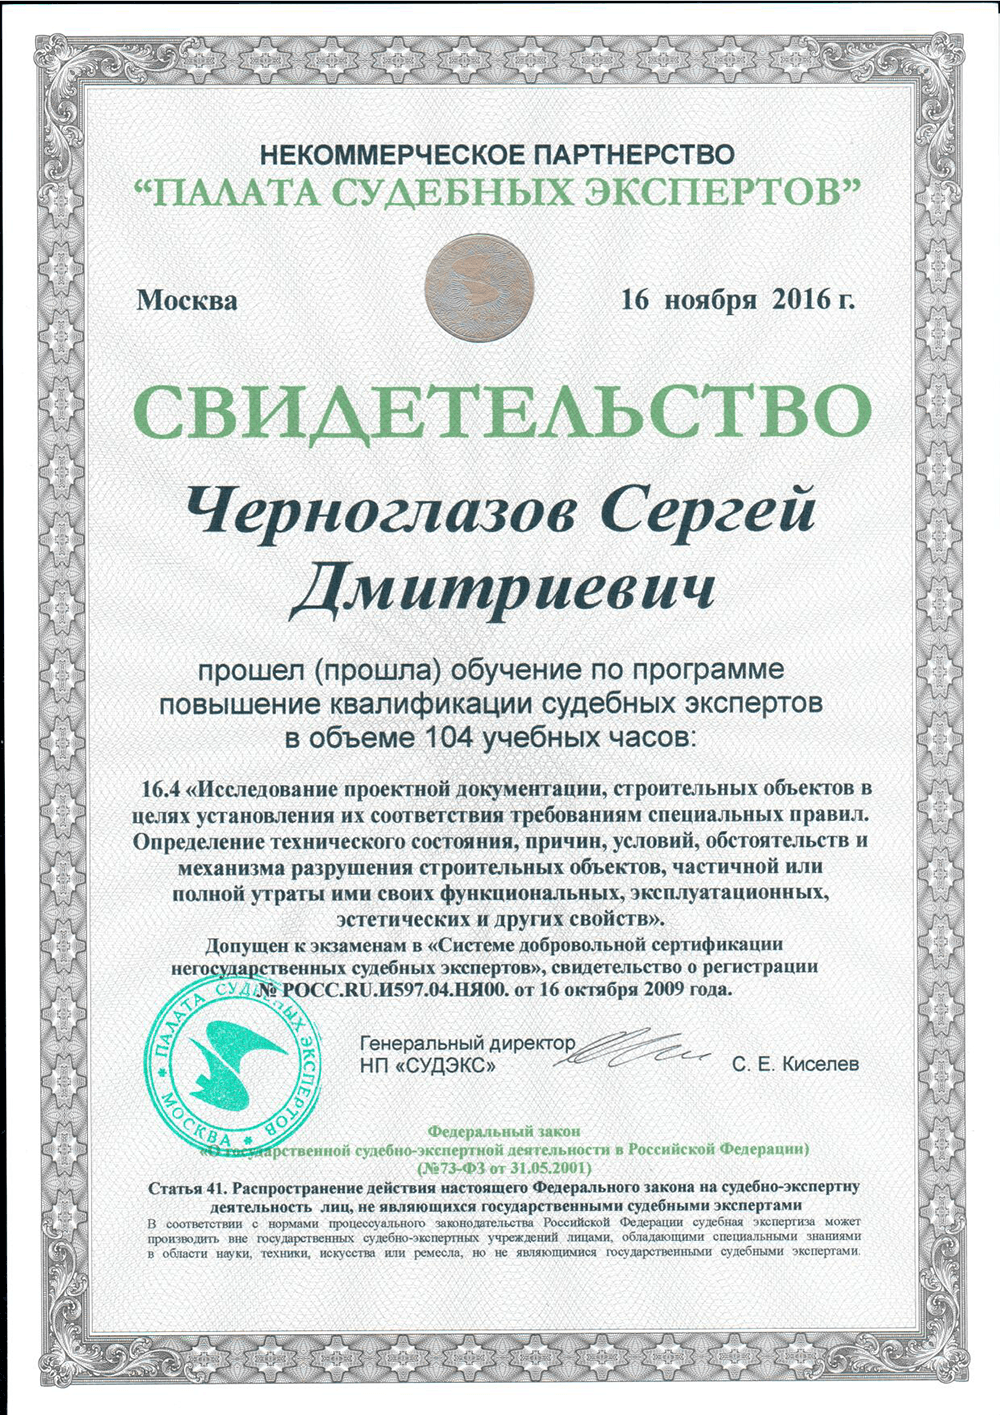 НЕКОММЕРЧЕСКОЕ ПАРТНЕРСТВО
“ПАЛАТА СУДЕБНЫХ ЭКСПЕРТОВ”
Москва
16 ноября 2016 г.
СВИДЕТЕЛЬСТВО
Черноглазов Сергей
Дмитриевич
прошел (прошла) обучение по программе
повышение квалификации судебных экспертов
в объеме 104 учебных часов:
16.4 «Исследование проектной документации, строительных объектов в
целях установления их соответствия требованиям специальных правил.
Определение технического состояния, причин, условий, обстоятельств и
механизма разрушения строительных объектов, частичной или
полной утраты ими своих функциональных, эксплуатационных,
эстетических и других свойств».
Допущен к экзаменам в «Системе добровольной сертификации
негосударственных судебных экспертов», свидетельство о регистрации
№ РОСС.RU.И597.04.НЯ00. от 16 октября 2009 года.
ПАЛАТА СУДЕБНЫХ ЭКСПЕРТОВ
* МОСКВА *
Генеральный директор
НП «СУДЭКС»
С. Е. Киселев
Федеральный закон
«О государственной судебно-экспертной деятельности в Российской Федерации)
(№73-ФЗ от 31.05.2001)
Статья 41. Распространение действия настоящего Федерального закона на судебно-экспертну
деятельность лиц, не являющихся государственными судебными экспертами
В соответствии с нормами процессуального законодательства Российской Федерации судебная экспертиза может
производить вне государственных судебно-экспертных учреждений лицами, обладающими специальными знаниями
в области науки, техники, искусства или ремесла, но не являющимися государственными судебными экспертами.